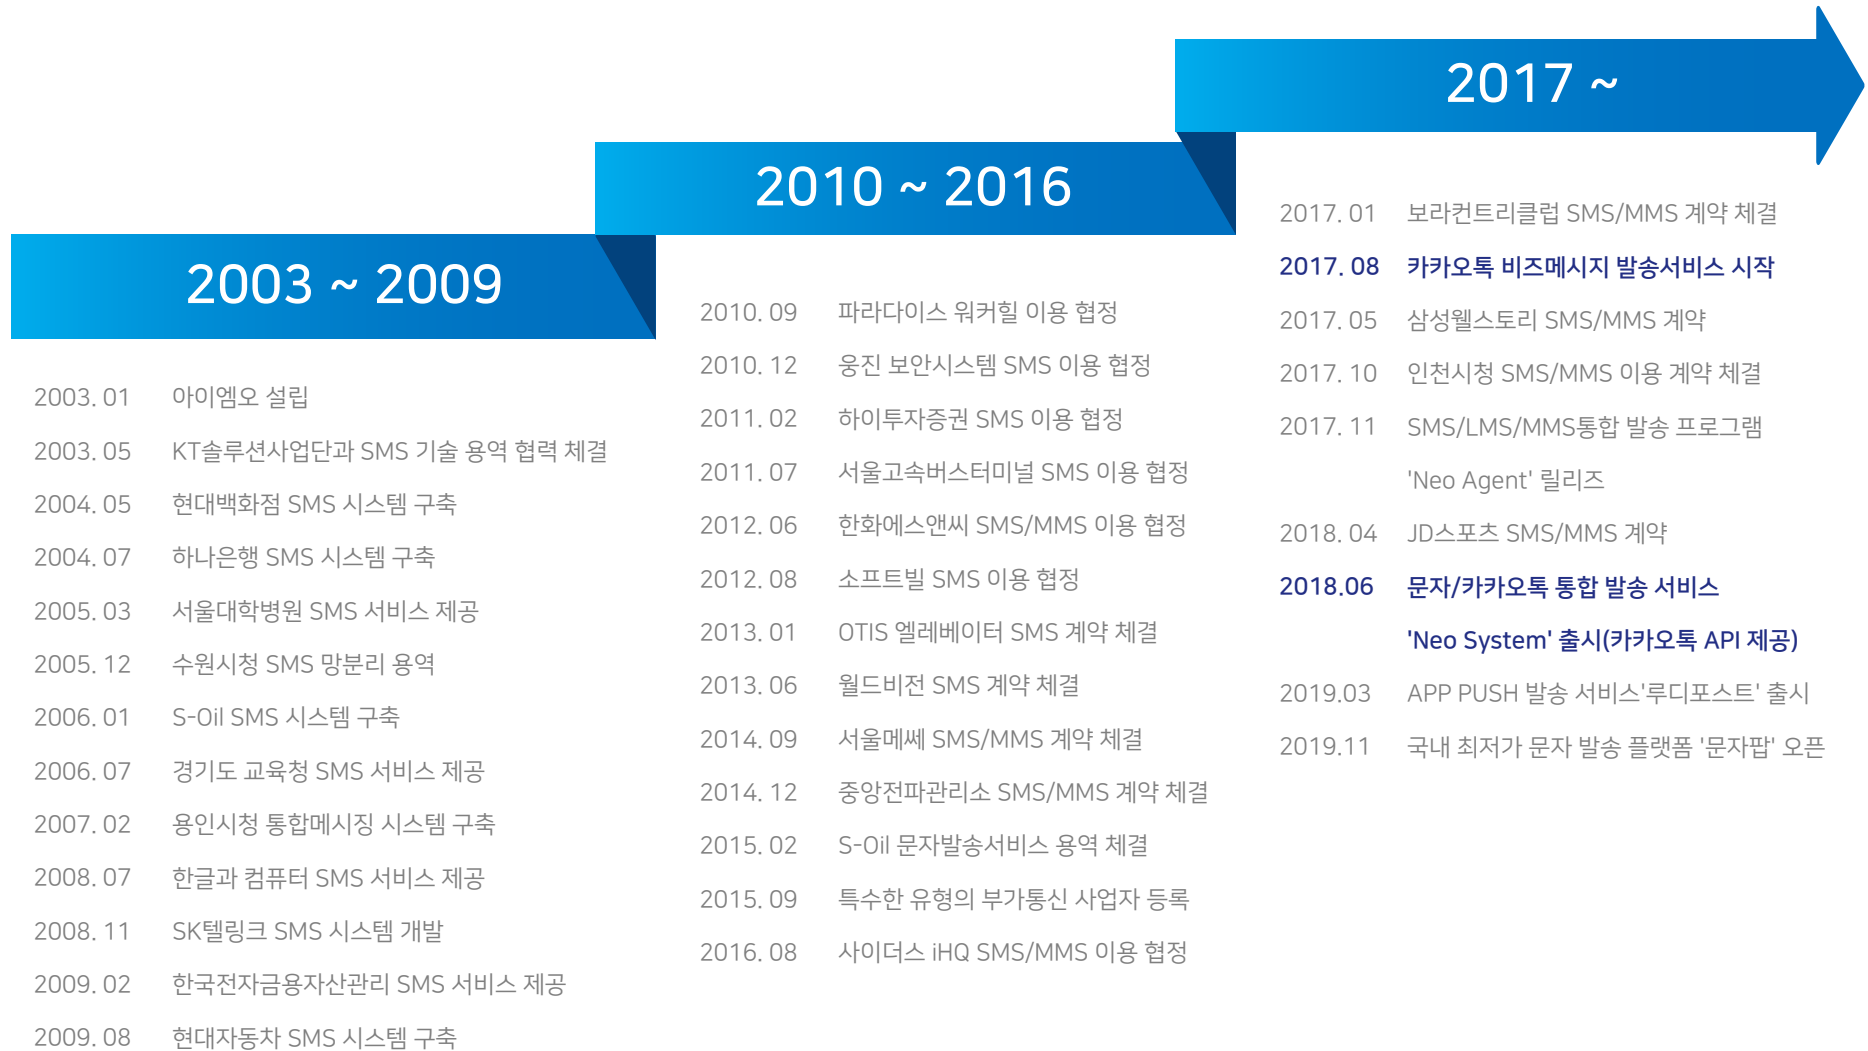 2003 ~ 2009
2003. 01 아이엠오 설립
2003. 05 KT솔루션사업단과 SMS 기술 용역 협력 체결
2004. 05 현대백화점 SMS 시스템 구축
2004. 07 하나은행 SMS 시스템 구축
2005. 03 서울대학병원 SMS 서비스 제공
2005. 12 수원시청 SMS 망분리 용역
2006. 01 S-Oil SMS 시스템 구축
2006. 07 경기도 교육청 SMS 서비스 제공
2007. 02 용인시청 통합메시징 시스템 구축
2008. 07 한글과 컴퓨터 SMS 서비스 제공
2008. 11 SK텔링크 SMS 시스템 개발
2009. 02 한국전자금융자산관리 SMS 서비스 제공
2009. 08 현대자동차 SMS 시스템 구축
2010 ~ 2016
2010. 09 파라다이스 워커힐 이용 협정
2010. 12 웅진 보안시스템 SMS 이용 협정
2011. 02 하이투자증권 SMS 이용 협정
2011. 07 서울고속버스터미널 SMS 이용 협정
2012. 06 한화에스앤씨 SMS/MMS 이용 협정
2012. 08 소프트빌 SMS 이용 협정
2013. 01 OTIS 엘레베이터 SMS 계약 체결
2013. 06 월드비전 SMS 계약 체결
2014. 09 서울메쎄 SMS/MMS 계약 체결
2014. 12 중앙전파관리소 SMS/MMS 계약 체결
2015. 02 S-Oil 문자발송서비스 용역 체결
2015. 09 특수한 유형의 부가통신 사업자 등록
2016. 08 사이더스 iHQ SMS/MMS 이용 협정
2017 ~
2017. 01 보라컨트리클럽 SMS/MMS 계약 체결
2017. 08 카카오톡 비즈메시지 발송서비스 시작
2017. 05 삼성웰스토리 SMS/MMS 계약
2017. 10 인천시청 SMS/MMS 이용 계약 체결
2017. 11 SMS/LMS/MMS통합 발송 프로그램
'Neo Agent' 릴리즈
2018. 04 JD스포츠 SMS/MMS 계약
2018.06 문자/카카오톡 통합 발송 서비스
'Neo System' 출시(카카오톡 API 제공)
2019.03 APP PUSH 발송 서비스'루디포스트' 출시
2019.11 국내 최저가 문자 발송 플랫폼 '문자팝' 오픈